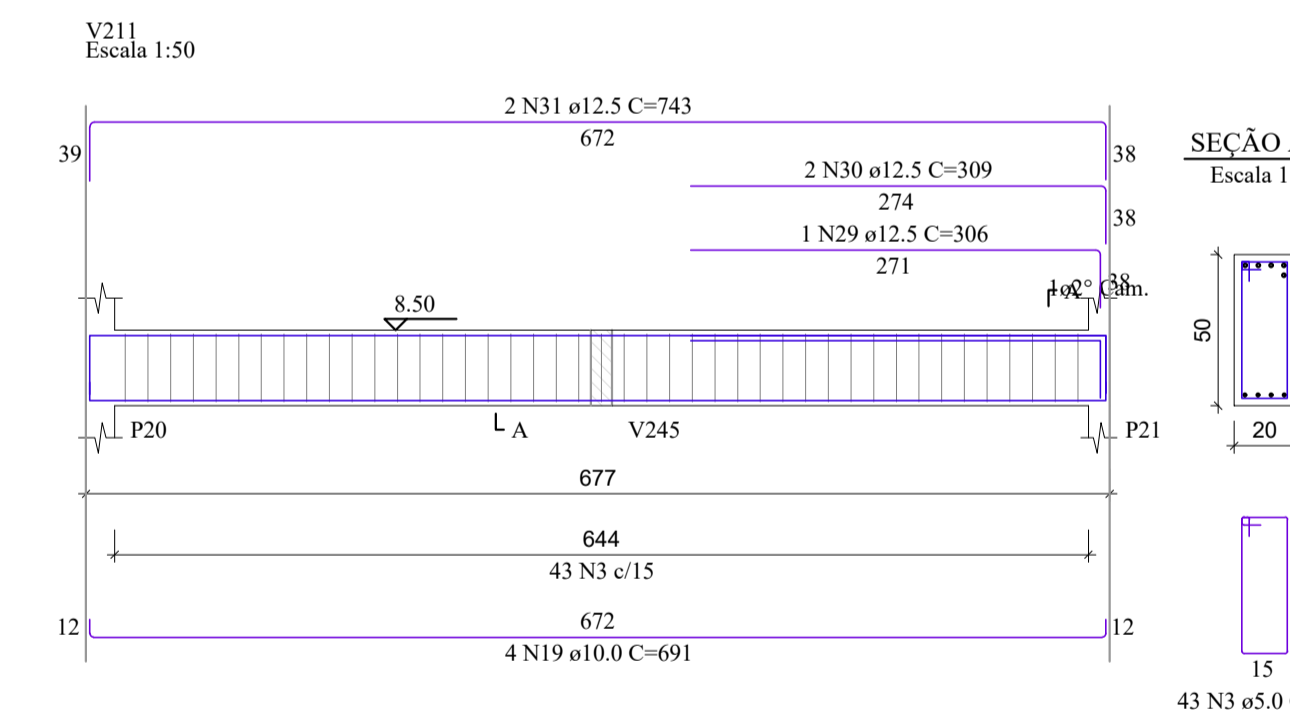 V211
Escala 1:50
2 N31 ø12.5 C=743
672
39
38
2 N30 ø12.5 C=309
274
38
1 N29 ø12.5 C=306
271
38
1ø2° Cam.
A
8.50
P20
A
V245
P21
677
644
43 N3 c/15
672
12
12
4 N19 ø10.0 C=691
SEÇÃO
Escala 1
50
20
15
43 N3 ø5.0